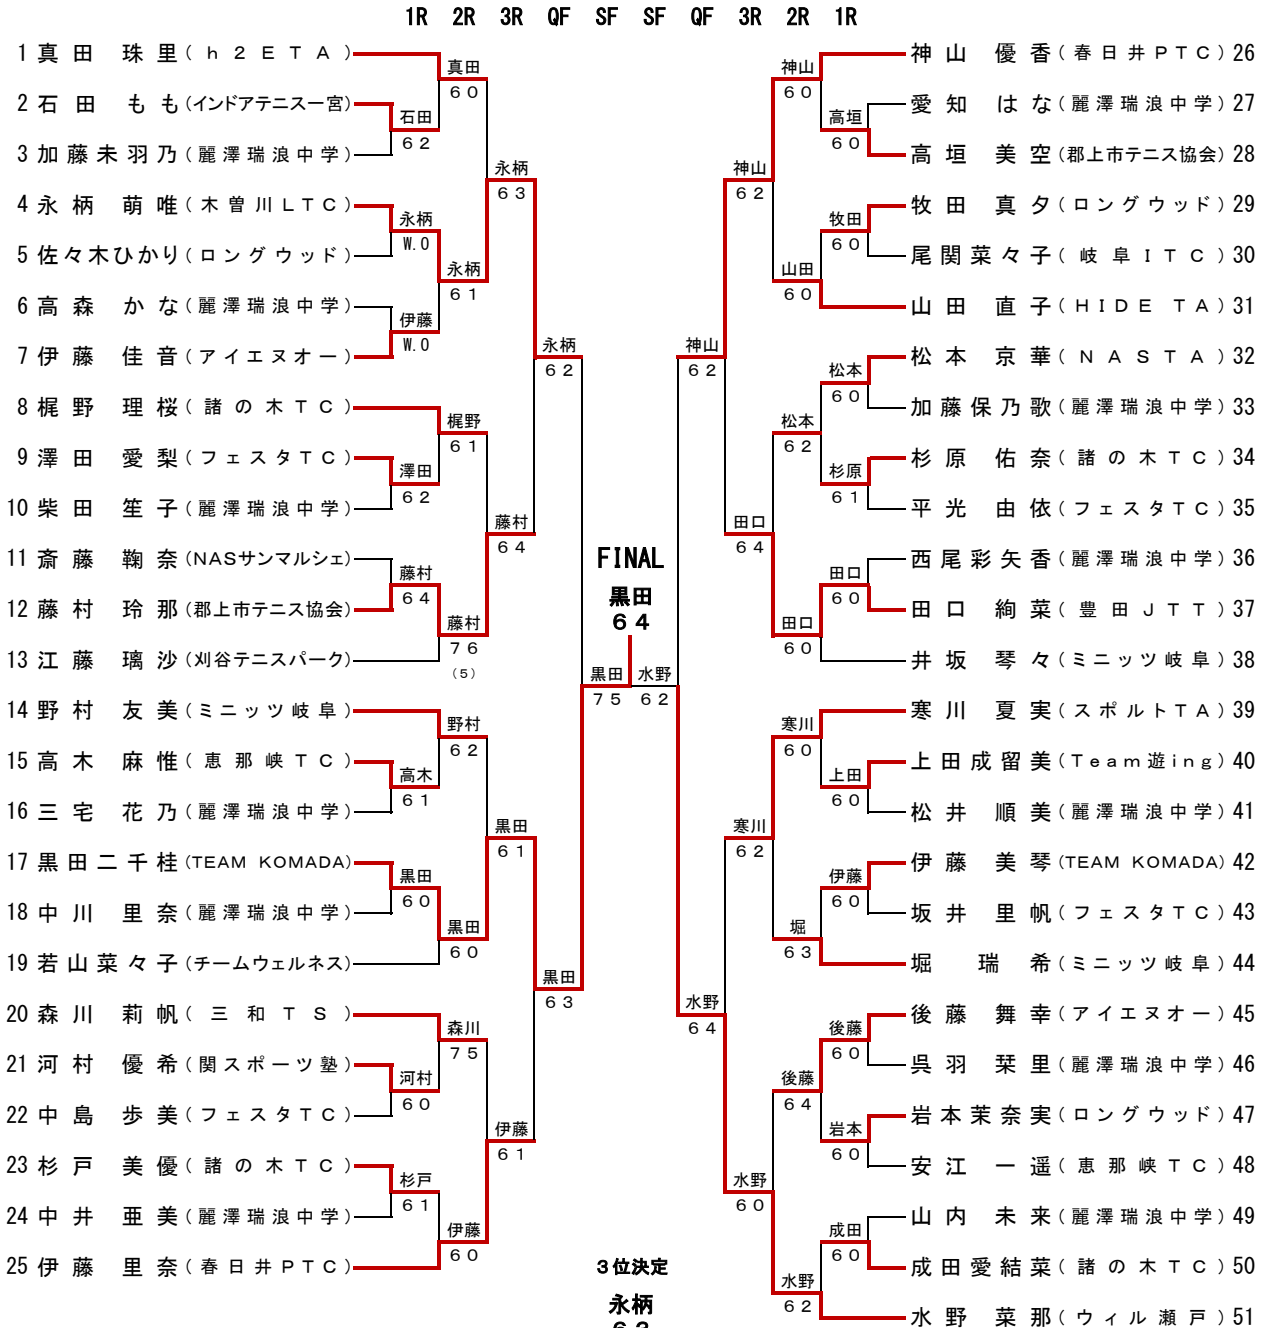 1R 2R 3R QF SF SF QF 3R 2R 1R
1 真田 珠里 (ｈ２ＥＴＡ)
2 石田 もも (インドアテニス一宮)
3 加藤未羽乃 (麗澤瑞浪中学)
4 永柄 萌唯 (木曽川ＬＴＣ)
5 佐々木ひかり (ロングウッド)
6 高森 かな (麗澤瑞浪中学)
7 伊藤 佳音 (アイエヌオー)
8 梶野 理桜 (諸の木ＴＣ)
9 澤田 愛梨 (フェスタTC)
10 柴田 笙子 (麗澤瑞浪中学)
11 斎藤 鞠奈 (NASサンマルシェ)
12 藤村 玲那 (郡上市テニス協会)
13 江藤 璃沙 (刈谷テニスパーク)
14 野村 友美 (ミニッツ岐阜)
15 高木 麻惟 (恵那峡ＴＣ)
16 三宅 花乃 (麗澤瑞浪中学)
17 黒田二千桂 (TEAM KOMADA)
18 中川 里奈 (麗澤瑞浪中学)
19 若山菜々子 (チームウェルネス)
20 森川 莉帆 (三和ＴＳ)
21 河村 優希 (関スポーツ塾)
22 中島 歩美 (フェスタTC)
23 杉戸 美優 (諸の木ＴＣ)
24 中井 亜美 (麗澤瑞浪中学)
25 伊藤 里奈 (春日井ＰＴＣ)
石田
６２
永柄
W.0
伊藤
W.0
澤田
６２
藤村
６４
高木
６１
黒田
６０
河村
６０
杉戸
６１
真田
６０
永柄
６１
梶野
６１
藤村
７６
（５）
野村
６２
黒田
６０
森川
７５
伊藤
６０
永柄
６３
藤村
６４
黒田
６１
伊藤
６１
永柄
６２
黒田
６３
黒田
７５
FINAL
黒田
６４
水野
６２
３位決定
永柄
６３
神山
６２
水野
６４
神山
６２
田口
６４
寒川
６２
水野
６０
神山
６０
山田
６０
松本
６２
田口
６０
寒川
６０
堀
６３
後藤
６４
水野
６２
高垣
６０
牧田
６０
松本
６０
杉原
６１
田口
６０
上田
６０
伊藤
６０
後藤
６０
岩本
６０
成田
６０
神山 優香 (春日井ＰＴＣ) 26
愛知 はな (麗澤瑞浪中学) 27
高垣 美空 (郡上市テニス協会) 28
牧田 真夕 (ロングウッド) 29
尾関菜々子 (岐阜ＩＴＣ) 30
山田 直子 (ＨＩＤＥ ＴＡ) 31
松本 京華 (ＮＡＳＴＡ) 32
加藤保乃歌 (麗澤瑞浪中学) 33
杉原 佑奈 (諸の木ＴＣ) 34
平光 由依 (フェスタTC) 35
西尾彩矢香 (麗澤瑞浪中学) 36
田口 絢菜 (豊田ＪＴＴ) 37
井坂 琴々 (ミニッツ岐阜) 38
寒川 夏実 (スポルトTA) 39
上田成留美 (Team遊ing) 40
松井 順美 (麗澤瑞浪中学) 41
伊藤 美琴 (TEAM KOMADA) 42
坂井 里帆 (フェスタTC) 43
堀 瑞希 (ミニッツ岐阜) 44
後藤 舞幸 (アイエヌオー) 45
呉羽 栞里 (麗澤瑞浪中学) 46
岩本茉奈実 (ロングウッド) 47
安江 一遥 (恵那峡ＴＣ) 48
山内 未来 (麗澤瑞浪中学) 49
成田愛結菜 (諸の木ＴＣ) 50
水野 菜那 (ウィル瀬戸) 51